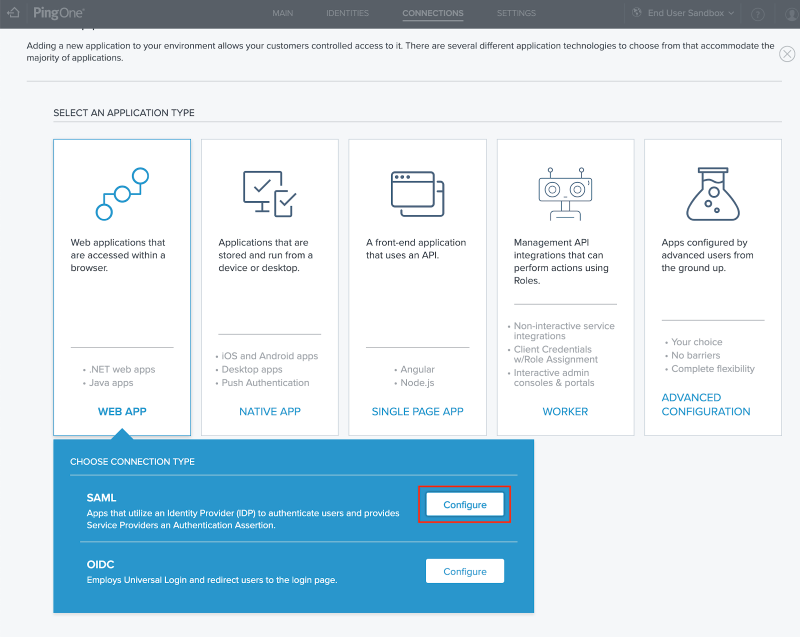 PingOne
MAIN
IDENTITIES
CONNECTIONS
SETTINGS
End User Sandbox
?
Adding a new application to your environment allows your customers controlled access to it. There are several different application technologies to choose from that accommodate the
majority of applications.
SELECT AN APPLICATION TYPE
Web applications that
are accessed within a
browser.
• .NET web apps
• Java apps
WEB APP
Applications that are
stored and run from a
device or desktop.
• iOS and Android apps
• Desktop apps
• Push Authentication
NATIVE APP
A front-end application
that uses an API.
• Angular
• Node.js
SINGLE PAGE APP
Management API
integrations that can
perform actions using
Roles.
• Non-interactive service
integrations
• Client Credentials
w/Role Assignment
• Interactive admin
consoles & portals
WORKER
Apps configured by
advanced users from
the ground up.
• Your choice
• No barriers
• Complete flexibility
ADVANCED
CONFIGURATION
CHOOSE CONNECTION TYPE
SAML
Apps that utilize an Identity Provider (IDP) to authenticate users and provides
Service Providers an Authentication Assertion.
Configure
OIDC
Employs Universal Login and redirect users to the login page.
Configure